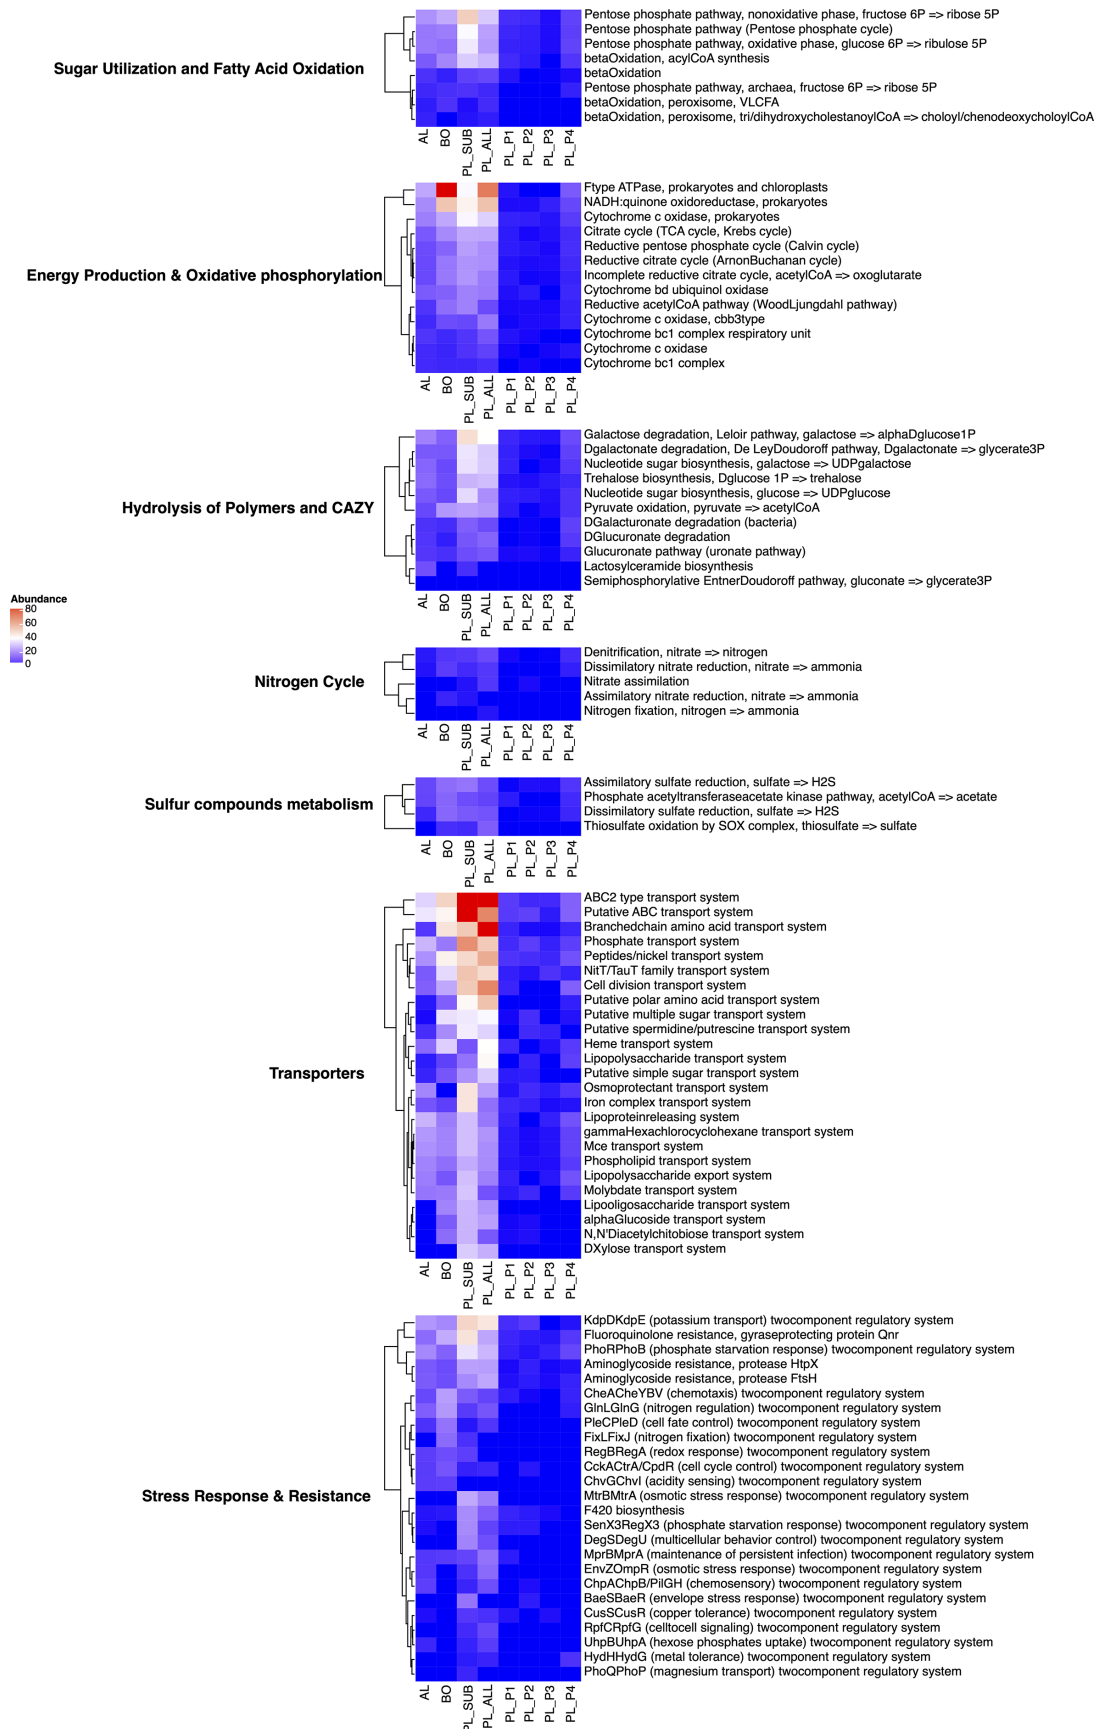 Sugar Utilization and Fatty Acid Oxidation
Pentose phosphate pathway, nonoxidative phase, fructose 6P => ribose 5P
Pentose phosphate pathway (Pentose phosphate cycle)
Pentose phosphate pathway, oxidative phase, glucose 6P => ribulose 5P
betaOxidation, acylCoA synthesis
betaOxidation
Pentose phosphate pathway, archaea, fructose 6P => ribose 5P
betaOxidation, peroxisome, VLCFA
betaOxidation, peroxisome, tri/dihydroxycholestanoylCoA => choloyl/chenodeoxycholoylCoA
AL BO PL_SUB PL_ALL PL_P1 PL_P2 PL_P3 PL_P4
Energy Production & Oxidative phosphorylation
Ftype ATPase, prokaryotes and chloroplasts
NADH:quinone oxidoreductase, prokaryotes
Cytochrome c oxidase, prokaryotes
Citrate cycle (TCA cycle, Krebs cycle)
Reductive pentose phosphate cycle (Calvin cycle)
Reductive citrate cycle (ArnonBuchanan cycle)
Incomplete reductive citrate cycle, acetylCoA => oxoglutarate
Cytochrome bd ubiquinol oxidase
Reductive acetylCoA pathway (WoodLjungdahl pathway)
Cytochrome c oxidase, cbb3type
Cytochrome bc1 complex respiratory unit
Cytochrome c oxidase
Cytochrome bc1 complex
AL BO PL_SUB PL_ALL PL_P1 PL_P2 PL_P3 PL_P4
Hydrolysis of Polymers and CAZY
Galactose degradation, Leloir pathway, galactose => alphaDglucose1P
Dgalactonate degradation, De LeyDoudoroff pathway, Dgalactonate => glycerate3P
Nucleotide sugar biosynthesis, galactose => UDPgalactose
Trehalose biosynthesis, Dglucose 1P => trehalose
Nucleotide sugar biosynthesis, glucose => UDPglucose
Pyruvate oxidation, pyruvate => acetylCoA
DGalacturonate degradation (bacteria)
DGlucuronate degradation
Glucuronate pathway (uronate pathway)
Lactosylceramide biosynthesis
Semiphosphorylative EntnerDoudoroff pathway, gluconate => glycerate3P
AL BO PL_SUB PL_ALL PL_P1 PL_P2 PL_P3 PL_P4
Abundance
80
60
40
20
0
Nitrogen Cycle
Denitrification, nitrate => nitrogen
Dissimilatory nitrate reduction, nitrate => ammonia
Nitrate assimilation
Assimilatory nitrate reduction, nitrate => ammonia
Nitrogen fixation, nitrogen => ammonia
AL BO PL_SUB PL_ALL PL_P1 PL_P2 PL_P3 PL_P4
Sulfur compounds metabolism
Assimilatory sulfate reduction, sulfate => H2S
Phosphate acetyltransferaseacetate kinase pathway, acetylCoA => acetate
Dissimilatory sulfate reduction, sulfate => H2S
Thiosulfate oxidation by SOX complex, thiosulfate => sulfate
AL BO PL_SUB PL_ALL PL_P1 PL_P2 PL_P3 PL_P4
Transporters
ABC2 type transport system
Putative ABC transport system
Branchedchain amino acid transport system
Phosphate transport system
Peptides/nickel transport system
NitT/TauT family transport system
Cell division transport system
Putative polar amino acid transport system
Putative multiple sugar transport system
Putative spermidine/putrescine transport system
Heme transport system
Lipopolysaccharide transport system
Putative simple sugar transport system
Osmoprotectant transport system
Iron complex transport system
Lipoproteinreleasing system
gammaHexachlorocyclohexane transport system
Mce transport system
Phospholipid transport system
Lipopolysaccharide export system
Molybdate transport system
Lipooligosaccharide transport system
alphaGlucoside transport system
N,N'Diacetylchitobiose transport system
DXylose transport system
AL BO PL_SUB PL_ALL PL_P1 PL_P2 PL_P3 PL_P4
Stress Response & Resistance
KdpDKdpE (potassium transport) twocomponent regulatory system
Fluoroquinolone resistance, gyraseprotecting protein Qnr
PhoRPhoB (phosphate starvation response) twocomponent regulatory system
Aminoglycoside resistance, protease HtpX
Aminoglycoside resistance, protease FtsH
CheACheYBV (chemotaxis) twocomponent regulatory system
GlnLGlnG (nitrogen regulation) twocomponent regulatory system
PleCPleD (cell fate control) twocomponent regulatory system
FixLFixJ (nitrogen fixation) twocomponent regulatory system
RegBRegA (redox response) twocomponent regulatory system
CckACtrA/CpdR (cell cycle control) twocomponent regulatory system
ChvGChvI (acidity sensing) twocomponent regulatory system
MtrBMtrA (osmotic stress response) twocomponent regulatory system
F420 biosynthesis
SenX3RegX3 (phosphate starvation response) twocomponent regulatory system
DegSDegU (multicellular behavior control) twocomponent regulatory system
MprBMprA (maintenance of persistent infection) twocomponent regulatory system
EnvZOmpR (osmotic stress response) twocomponent regulatory system
ChpAChpB/PilGH (chemosensory) twocomponent regulatory system
BaeSBaeR (envelope stress response) twocomponent regulatory system
CusSCusR (copper tolerance) twocomponent regulatory system
RpfCRpfG (celltocell signaling) twocomponent regulatory system
UhpBUhpA (hexose phosphates uptake) twocomponent regulatory system
HydHHydG (metal tolerance) twocomponent regulatory system
PhoQPhoP (magnesium transport) twocomponent regulatory system
AL BO PL_SUB PL_ALL PL_P1 PL_P2 PL_P3 PL_P4